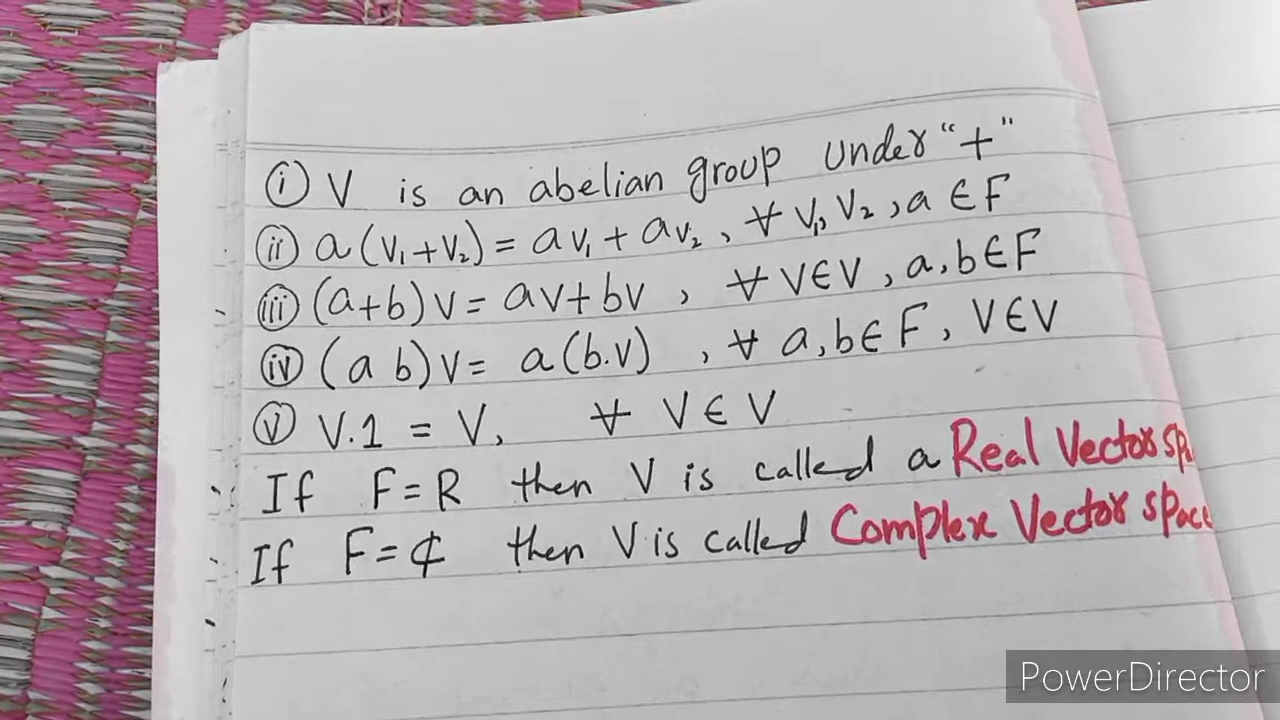 (i) V is an abelian group under "+"
(ii) a(v₁+v₂) = av₁ + av₂, ∀ v₁, v₂, a ∈ F
(iii) (a+b)v = av+bv, ∀ v∈V, a,b∈F
(iv) (a b)v = a(b.v), ∀ a,b∈F, v∈V
(v) v.1 = v, ∀ v ∈ V
If F=R then V is called a Real Vector
If F=₵ then V is called Complex Vector space
PowerDirector